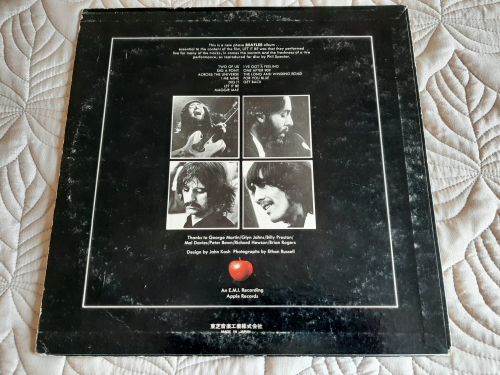 This is a new phase BEATLES album . . .
essential to the content of the film, LET IT BE was that they performed
live for many of the tracks; in comes the warmth and the freshness of a live
performance; as reproduced for disc by Phil Spector.
TWO OF US I'VE GOT A FEELING
DIG A PONY ONE AFTER 909
ACROSS THE UNIVERSE THE LONG AND WINDING ROAD
I ME MINE FOR YOU BLUE
DIG IT GET BACK
LET IT BE
MAGGIE MAE
Thanks to George Martin/Glyn Johns/Billy Preston/
Mal Davies/Peter Bown/Richard Hewson/Brian Rogers
Design by John Kosh Photographs by Ethan Russell
An E.M.I. Recording
Apple Records
東芝音楽工業株式会社
MADE IN JAPAN